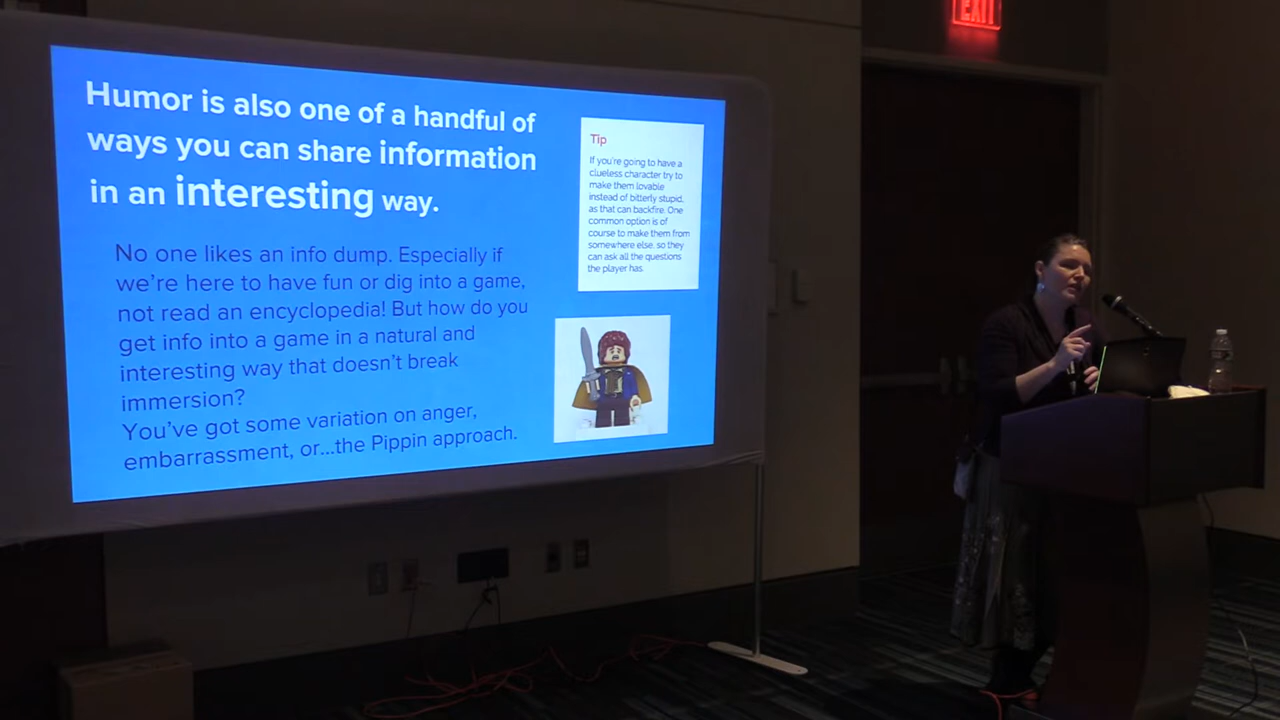 EXIT
Humor is also one of a handful of
ways you can share information
in an interesting way.
No one likes an info dump. Especially if
we're here to have fun or dig into a game,
not read an encyclopedia! But how do you
get info into a game in a natural and
interesting way that doesn't break
immersion?
You've got some variation on anger,
embarrassment, or...the Pippin approach.
Tip
If you're going to have a
clueless character try to
make them lovable
instead of bitterly stupid,
as that can backfire. One
common option is of
course to make them from
somewhere else, so they
can ask all the questions
the player has.